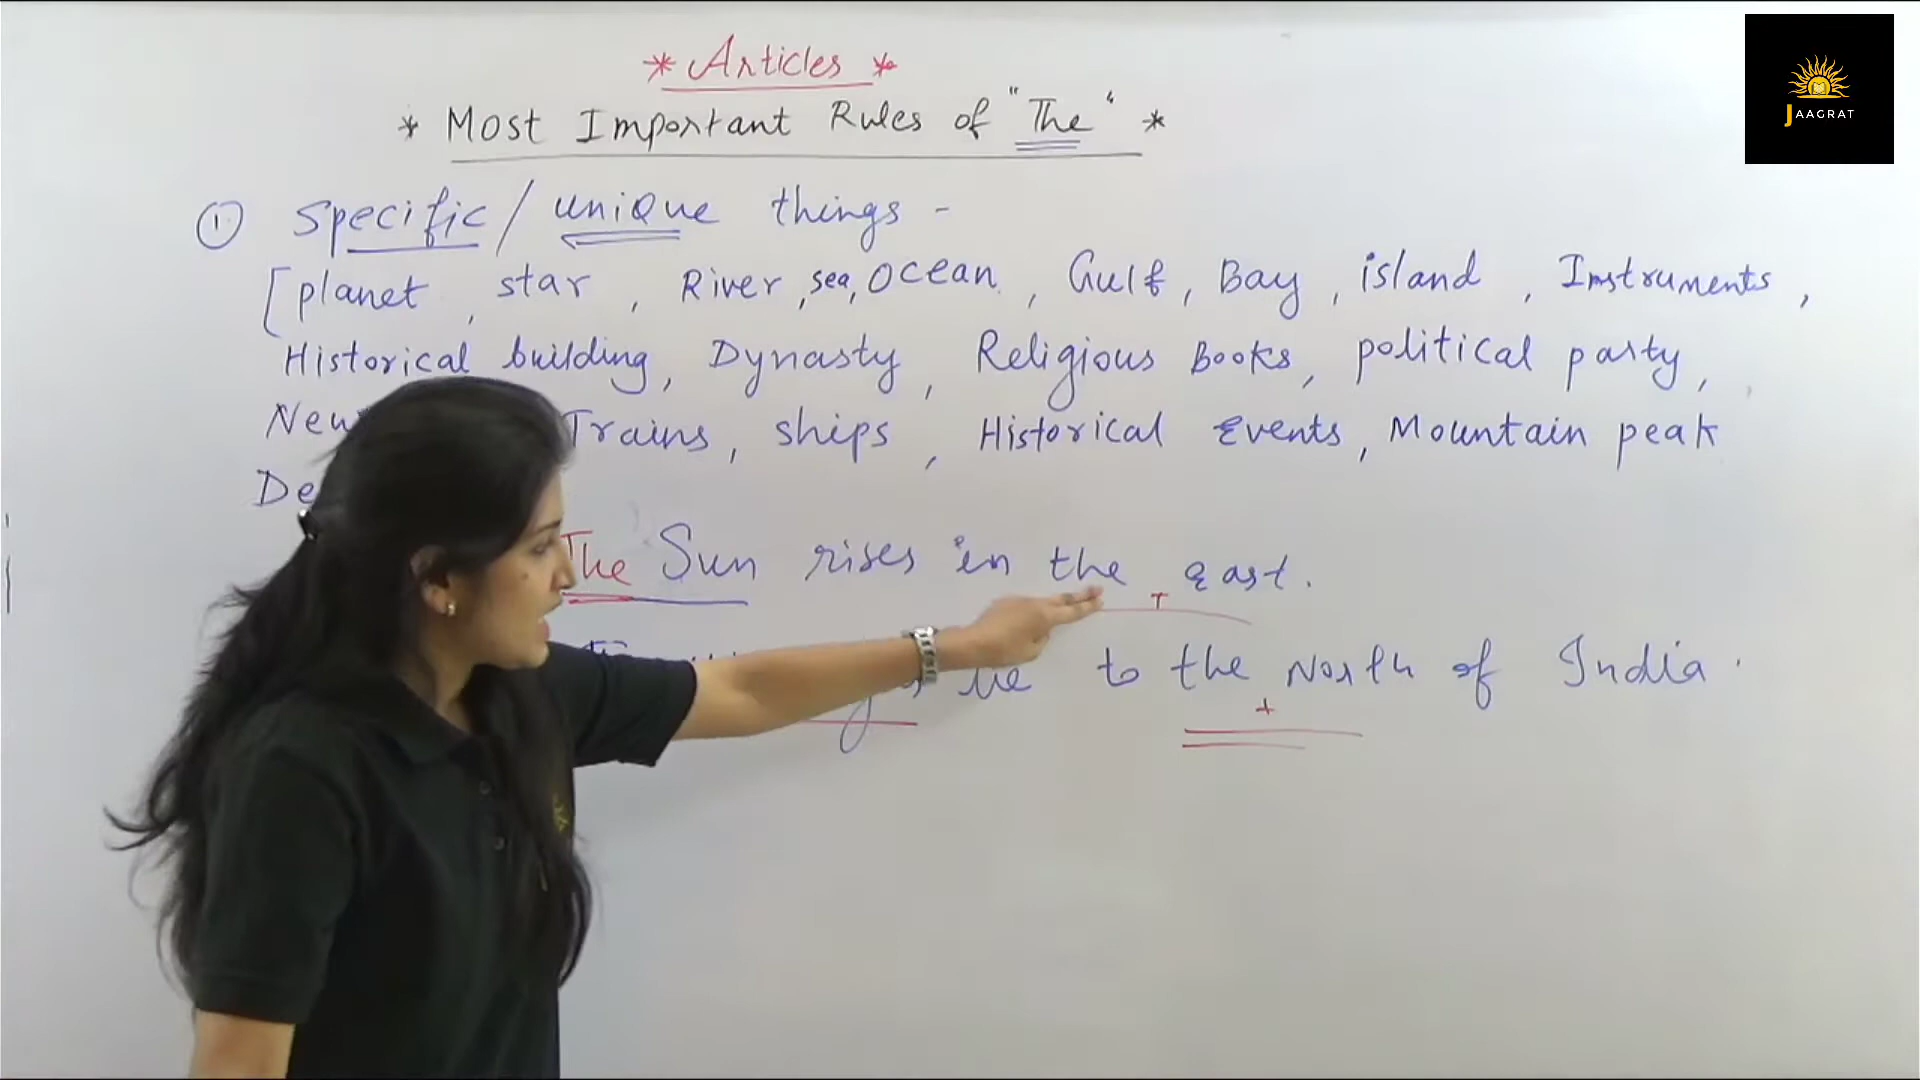 * Articles *
* Most Important Rules of "The" *
① Specific / unique things -
[planet, star, River, sea, Ocean, Gulf, Bay, island, Instruments,
Historical building, Dynasty, Religious Books, political party,
Trains, ships, Historical Events, Mountain peak
The Sun rises in the east.
to the North of India.
JAAGRAT